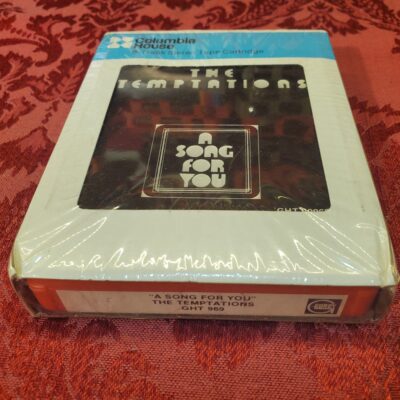 Columbia
House
8 Track Stereo Tape Cartridge
THE
TEMPTATIONS
A
SONG
FOR
YOU
"A SONG FOR YOU"
THE TEMPTATIONS
GHT 969